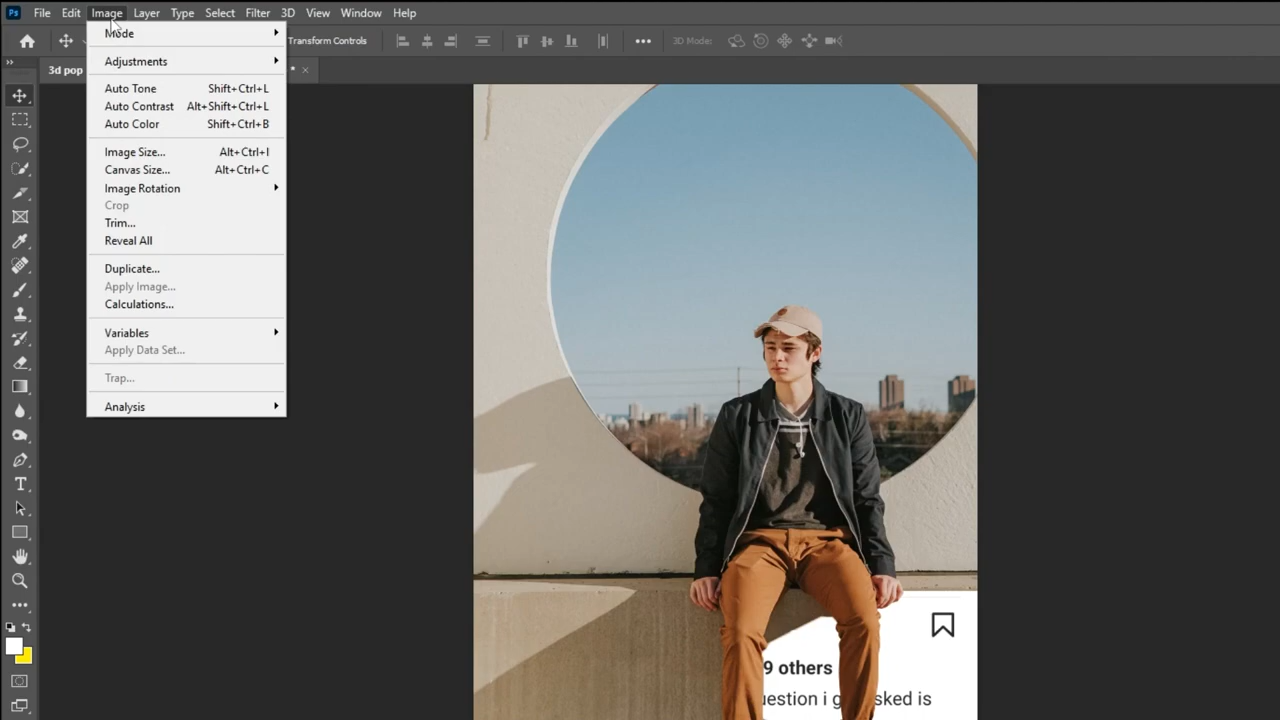 Ps File Edit Image Layer Type Select Filter 3D View Window Help
Transform Controls 3D Mode:
3d pop * ×
Mode
Adjustments
Auto Tone Shift+Ctrl+L
Auto Contrast Alt+Shift+Ctrl+L
Auto Color Shift+Ctrl+B
Image Size... Alt+Ctrl+I
Canvas Size... Alt+Ctrl+C
Image Rotation
Crop
Trim...
Reveal All
Duplicate...
Apply Image...
Calculations...
Variables
Apply Data Set...
Trap...
Analysis
9 others
uestion i g sked is